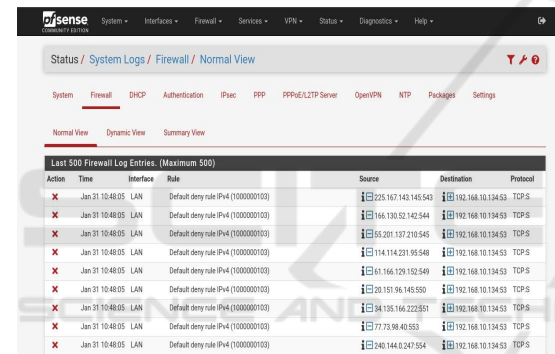 pfsense
COMMUNITY EDITION
System Interfaces Firewall Services VPN Status Diagnostics Help
Status / System Logs / Firewall / Normal View
System Firewall DHCP Authentication IPsec PPP PPPoE/L2TP Server OpenVPN NTP Packages Settings
Normal View Dynamic View Summary View
Last 500 Firewall Log Entries. (Maximum 500)
Action Time Interface Rule Source Destination Protocol
Jan 31 10:48:05 LAN Default deny rule IPv4 (1000000103) 225.167.143.145:543 192.168.10.134:53 TCP:S
Jan 31 10:48:05 LAN Default deny rule IPv4 (1000000103) 166.130.52.142:544 192.168.10.134:53 TCP:S
Jan 31 10:48:05 LAN Default deny rule IPv4 (1000000103) 55.201.137.210:545 192.168.10.134:53 TCP:S
Jan 31 10:48:05 LAN Default deny rule IPv4 (1000000103) 114.114.231.95:548 192.168.10.134:53 TCP:S
Jan 31 10:48:05 LAN Default deny rule IPv4 (1000000103) 61.166.129.152:549 192.168.10.134:53 TCP:S
Jan 31 10:48:05 LAN Default deny rule IPv4 (1000000103) 20.151.96.145:550 192.168.10.134:53 TCP:S
Jan 31 10:48:05 LAN Default deny rule IPv4 (1000000103) 34.135.166.222:551 192.168.10.134:53 TCP:S
Jan 31 10:48:05 LAN Default deny rule IPv4 (1000000103) 77.73.98.40:553 192.168.10.134:53 TCP:S
Jan 31 10:48:05 LAN Default deny rule IPv4 (1000000103) 240.144.0.247:554 192.168.10.134:53 TCP:S